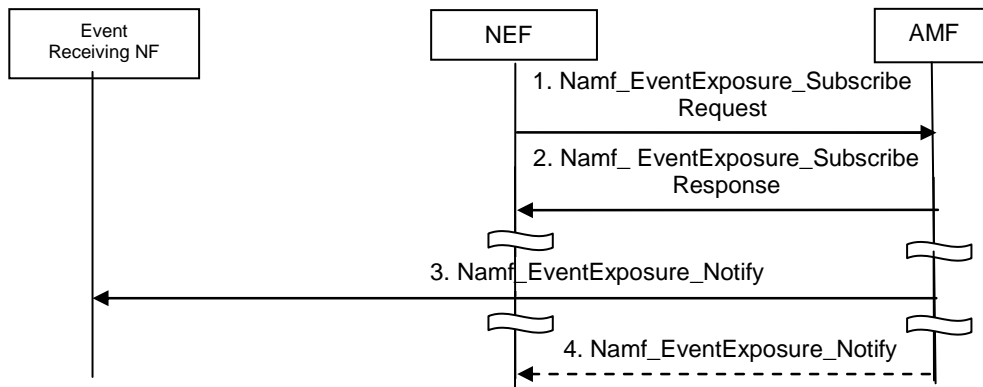 Event
Receiving NF
NEF
AMF
1. Namf_EventExposure_Subscribe
Request
2. Namf_ EventExposure_Subscribe
Response
3. Namf_EventExposure_Notify
4. Namf_EventExposure_Notify